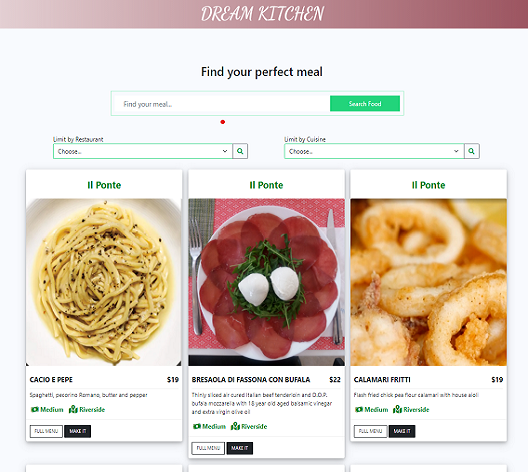 DREAM KITCHEN
Find your perfect meal
Find your meal...
Search Food
Limit by Restaurant
Limit by Cuisine
Choose...
Choose...
Il Ponte
Il Ponte
Il Ponte
CACIO E PEPE $19
Spaghetti, pecorino Romano, butter and pepper
Medium Riverside
FULL MENU MAKE IT
BRESAOLA DI FASSONA CON BUFALA $22
Thinly sliced air cured Italian beef tenderloin and D.O.P.
bufala mozzarella with 18 year old aged balsamic vinegar
and extra virgin olive oil
Medium Riverside
FULL MENU MAKE IT
CALAMARI FRITTI $19
Flash fried chick pea flour calamari with house aioli
Medium Riverside
FULL MENU MAKE IT